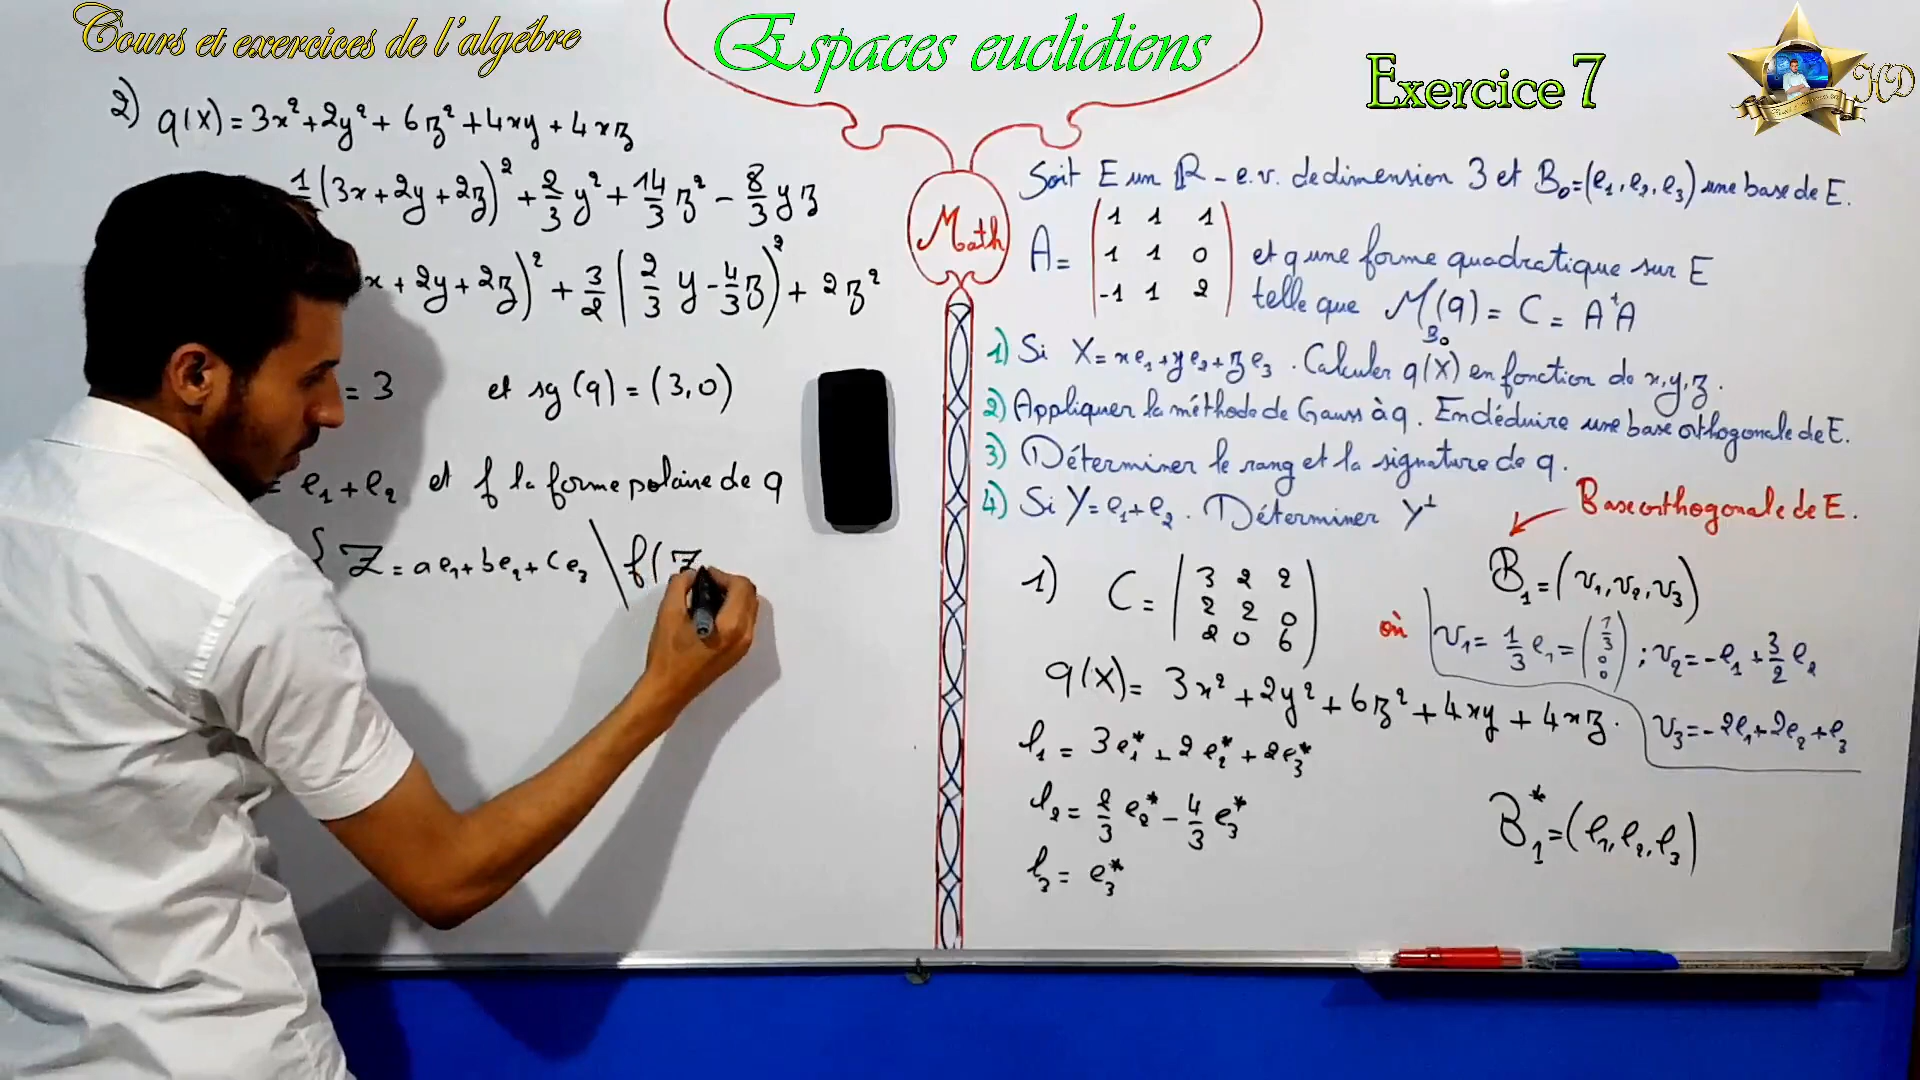 Cours et exercices de l'algébre
Espaces euclidiens
Exercice 7
HD
2) q(X) = 3x² + 2y² + 6z² + 4xy + 4xz
1 (3x + 2y + 2z)² + 2/3 y² + 14/3 z² - 8/3 yz
x + 2y + 2z)² + 3/2 (2/3 y - 4/3 z)² + 2z²
= 3 et sg(q) = (3,0)
= e₁ + e₂ et f la forme polaire de q
{ Z = ae₁ + be₂ + ce₃ \ f(Z
Math
Soit E un R-e.v. de dimension 3 et B₀ = (e₁, e₂, e₃) une base de E.
A = ( 1 1 1
1 1 0
-1 1 2 )
et q une forme quadratique sur E
telle que M_B₀(q) = C = AᵗA
1) Si X = xe₁ + ye₂ + ze₃. Calculer q(X) en fonction de x, y, z.
2) Appliquer la méthode de Gauss à q. En déduire une base orthogonale de E.
3) Déterminer le rang et la signature de q.
4) Si Y = e₁ + e₂. Déterminer Y⊥
Base orthogonale de E.
1) C = ( 3 2 2
2 2 0
2 0 6 )
B₁ = (v₁, v₂, v₃)
où v₁ = 1/3 e₁ = ( 1/3 0 0 ) ; v₂ = -e₁ + 3/2 e₂
v₃ = -2e₁ + 2e₂ + e₃
q(X) = 3x² + 2y² + 6z² + 4xy + 4xz.
l₁ = 3e₁* + 2e₂* + 2e₃*
l₂ = 2/3 e₂* - 4/3 e₃*
l₃ = e₃*
B₁* = (l₁, l₂, l₃)